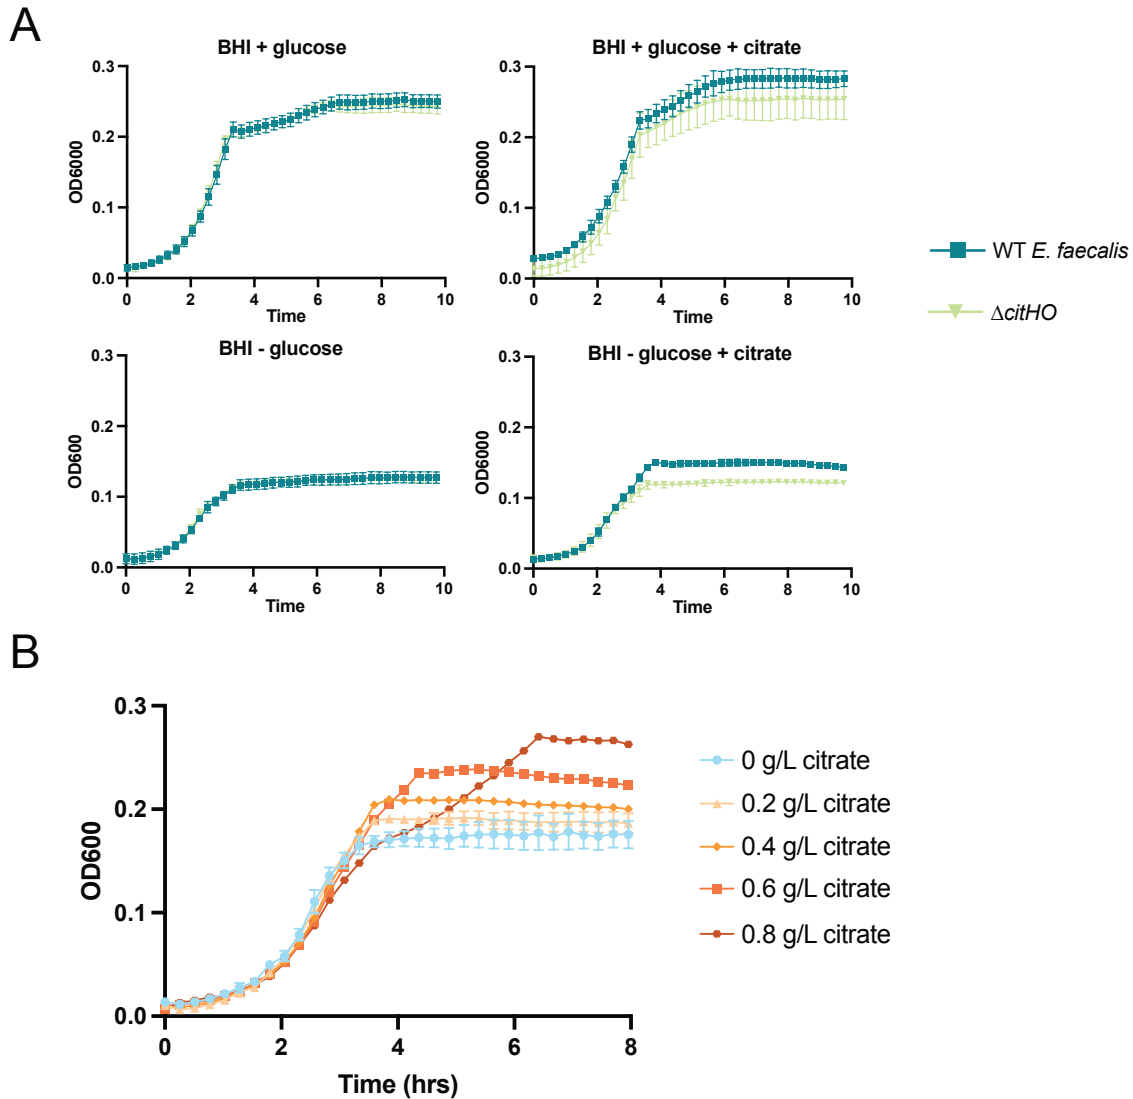 A
BHI + glucose
OD6000
0.3
0.2
0.1
0.0
0 2 4 6 8 10
Time
BHI + glucose + citrate
OD6000
0.3
0.2
0.1
0.0
0 2 4 6 8 10
Time
WT E. faecalis
ΔcitHO
BHI - glucose
OD600
0.3
0.2
0.1
0.0
0 2 4 6 8 10
Time
BHI - glucose + citrate
OD6000
0.3
0.2
0.1
0.0
0 2 4 6 8 10
Time
B
OD600
0.3
0.2
0.1
0.0
0 2 4 6 8
Time (hrs)
0 g/L citrate
0.2 g/L citrate
0.4 g/L citrate
0.6 g/L citrate
0.8 g/L citrate